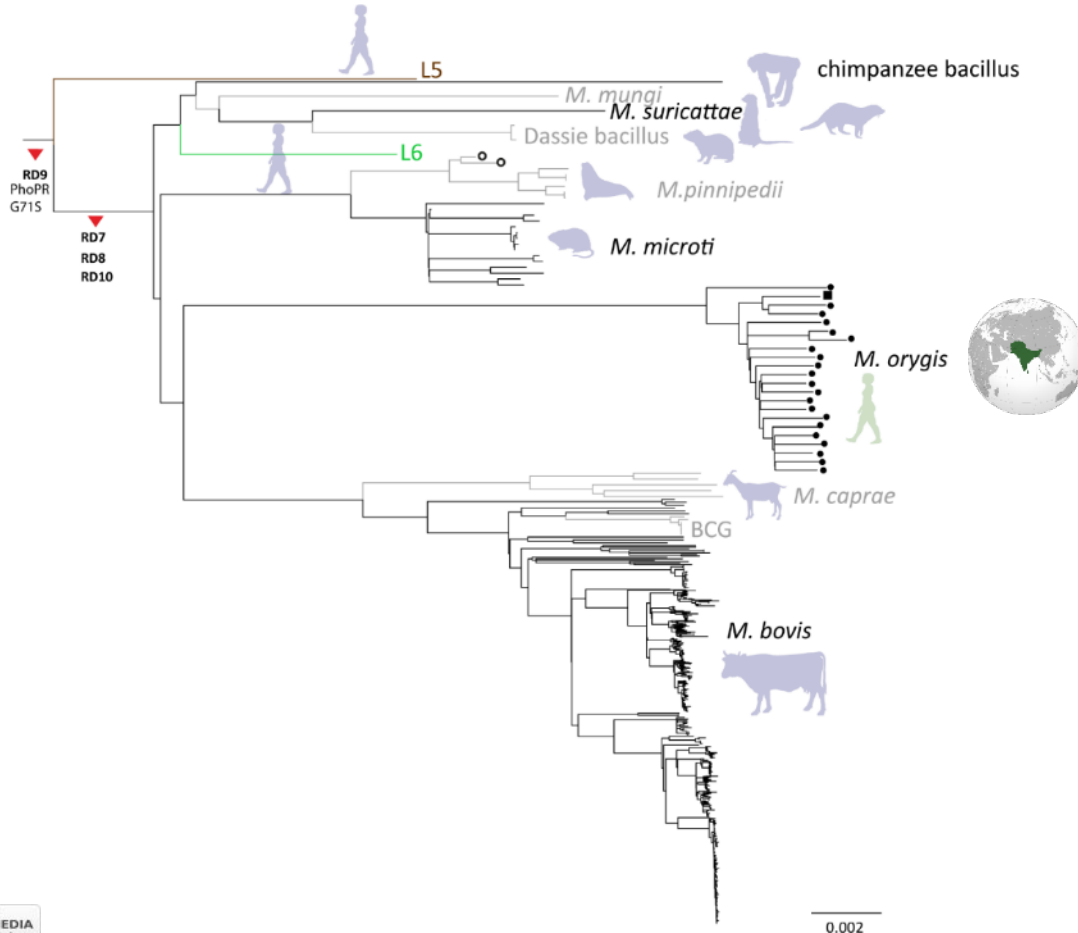 L5
chimpanzee bacillus
M. mungi
M. suricattae
Dassie bacillus
L6
RD9
PhoPR
G71S
M.pinnipedii
RD7
RD8
RD10
M. microti
M. orygis
M. caprae
BCG
M. bovis
EDIA
0.002